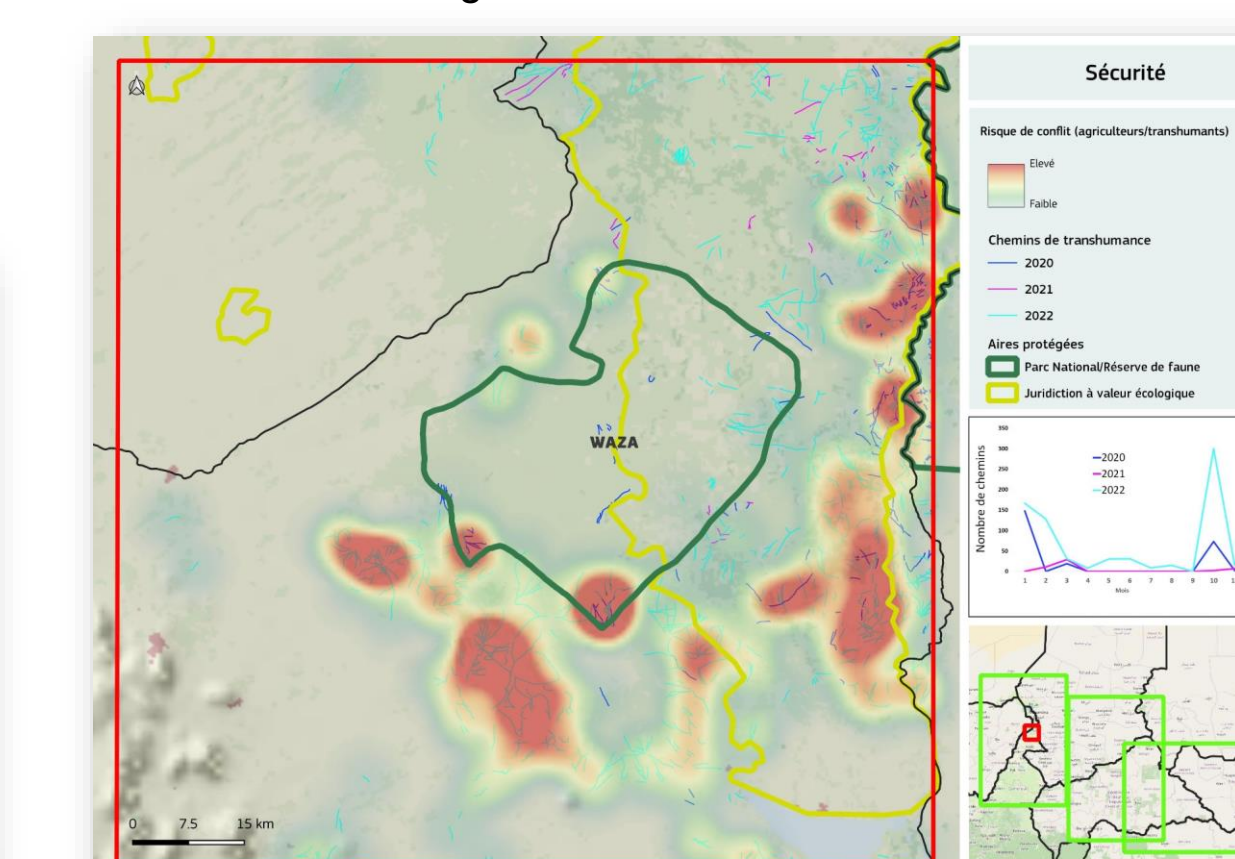 Sécurité
Risque de conflit (agriculteurs/transhumants)
Elevé
Faible
Chemins de transhumance
2020
2021
2022
Aires protégées
Parc National/Réserve de faune
Juridiction à valeur écologique
WAZA
0 7.5 15 km
Nombre de chemins
350
300
250
200
150
100
50
0
2020
2021
2022
1 2 3 4 5 6 7 8 9 10
Mois